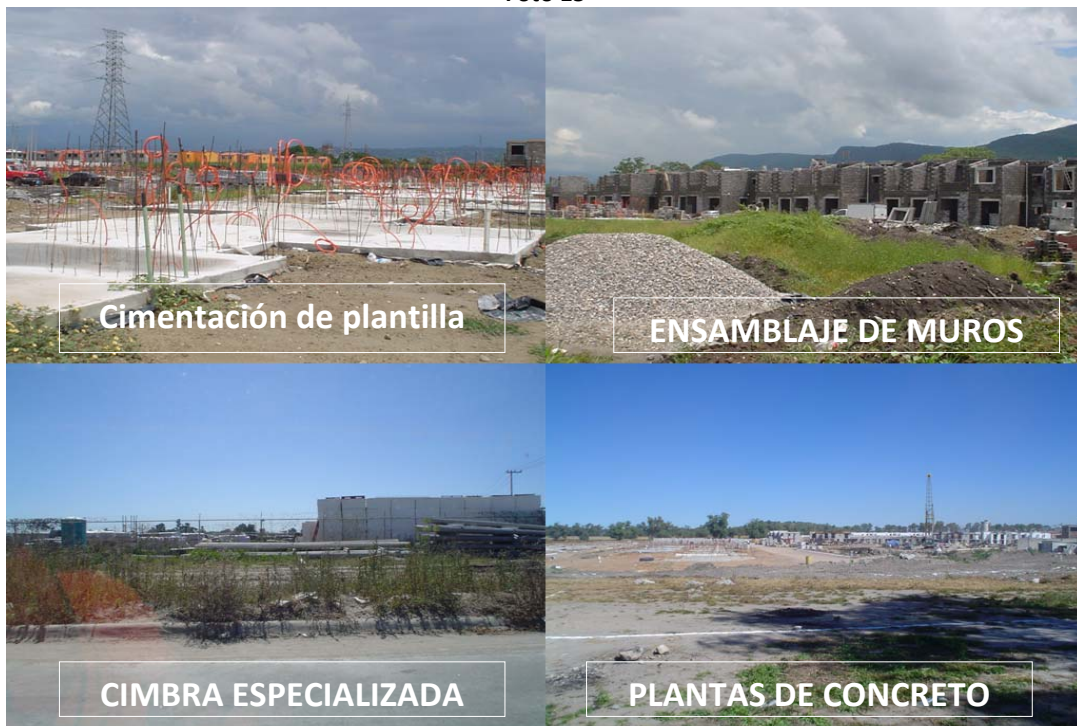 Cimentación de plantilla
ENSAMBLAJE DE MUROS
CIMBRA ESPECIALIZADA
PLANTAS DE CONCRETO